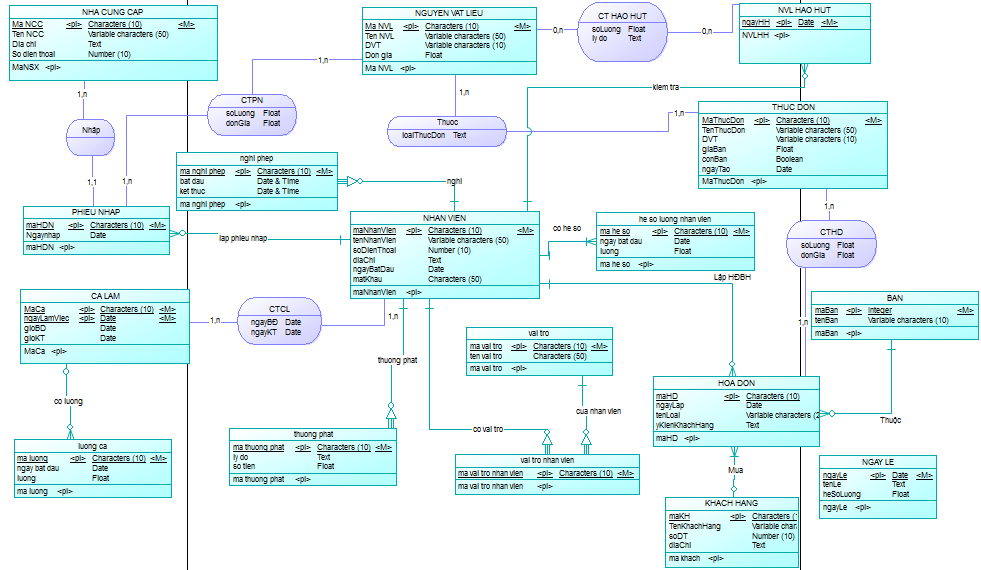 NHA CUNG CAP
Ma NCC <pi> Characters (10) <M>
Ten NCC Variable characters (50)
Dia chi Text
So dien thoai Number (10)
MaNSX <pi>
NGUYEN VAT LIEU
Ma NVL <pi> Characters (10) <M>
Ten NVL Variable characters (50)
DVT Variable characters (10)
Don gia Float
Ma NVL <pi>
CT HAO HUT
soLuong Float
ly do Text
NVL HAO HUT
ngayHH <pi> Date <M>
NVLHH <pi>
0,n
0,n
1,n
1,n
1,n
kiem tra
CTPN
soLuong Float
donGia Float
Nhâp
1,n
1,1
1,n
Thuoc
loaiThucDon Text
1,n
THUC DON
MaThucDon <pi> Characters (10) <M>
TenThucDon Variable characters (50)
DVT Variable characters (10)
giaBan Float
conBan Boolean
ngayTao Date
MaThucDon <pi>
nghi phep
ma nghi phep <pi> Characters (10) <M>
bat dau Date & Time
ket thuc Date & Time
ma nghi phep <pi>
nghi
PHIEU NHAP
maHDN <pi> Characters (10) <M>
Ngaynhap Date
maHDN <pi>
lap phieu nhap
NHAN VIEN
maNhanVien <pi> Characters (10) <M>
tenNhanVien Variable characters (50)
soDienThoai Number (10)
diaChi Text
ngayBatDau Date
matKhau Characters (50)
maNhanVien <pi>
co he so
he so luong nhan vien
ma he so <pi> Characters (10) <M>
ngay bat dau Date
luong Float
ma he so <pi>
1,n
CTHD
soLuong Float
donGia Float
Lập HĐBH
CA LAM
MaCa <pi> Characters (10) <M>
ngayLamViec <pi> Date <M>
gioBD Date
gioKT Date
MaCa <pi>
1,n
CTCL
ngayBĐ Date
ngayKT Date
1,n
1,n
BAN
maBan <pi> Integer <M>
tenBan Variable characters (10)
maBan <pi>
vai tro
ma vai tro <pi> Characters (10) <M>
ten vai tro Characters (50)
ma vai tro <pi>
thuong phat
co luong
cua nhan vien
co vai tro
HOA DON
maHD <pi> Characters (10)
ngayLap Date
tenLoai Variable characters (2
yKienKhachHang Text
maHD <pi>
Thuộc
luong ca
ma luong <pi> Characters (10) <M>
ngay bat dau Date
luong Float
ma luong <pi>
thuong phat
ma thuong phat <pi> Characters (10) <M>
ly do Text
so tien Float
ma thuong phat <pi>
vai tro nhan vien
ma vai tro nhan vien <pi> Characters (10) <M>
ma vai tro nhan vien <pi>
Mua
NGAY LE
ngayLe <pi> Date <M>
tenLe Text
heSoLuong Float
ngayLe <pi>
KHACH HANG
maKH <pi> Characters (1
TenKhachHang Variable char
soDT Number (10)
diaChi Text
ma khach <pi>